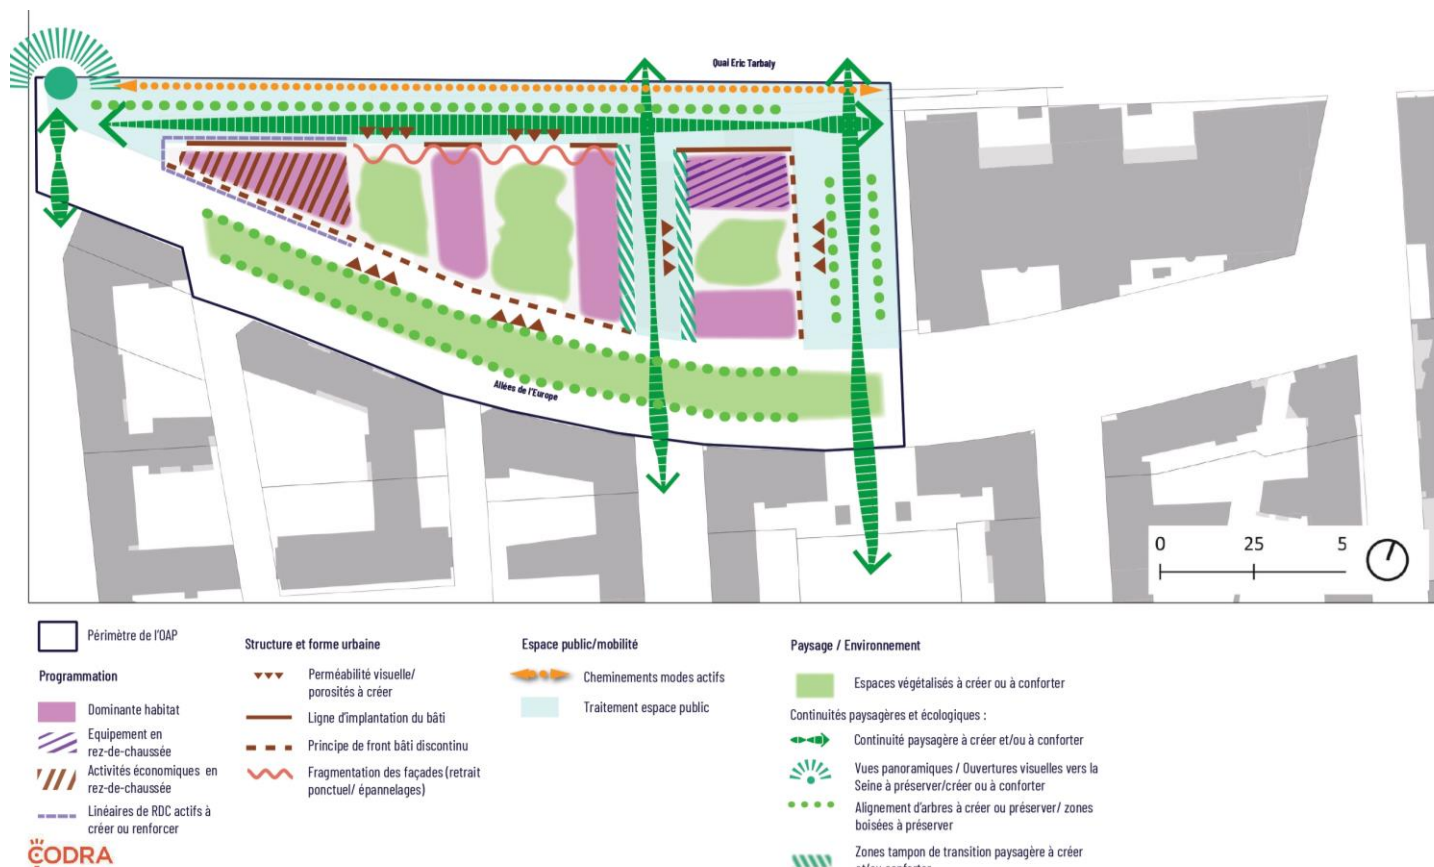 Quai Eric Tarbaly
Allées de l'Europe
0 25 5
Périmètre de l'OAP
Programmation
Dominante habitat
Equipement en
rez-de-chaussée
Activités économiques en
rez-de-chaussée
Linéaires de RDC actifs à
créer ou renforcer
CODRA
Structure et forme urbaine
Perméabilité visuelle/
porosités à créer
Ligne d'implantation du bâti
Principe de front bâti discontinu
Fragmentation des façades (retrait
ponctuel/ épannelages)
Espace public/mobilité
Cheminements modes actifs
Traitement espace public
Paysage / Environnement
Espaces végétalisés à créer ou à conforter
Continuités paysagères et écologiques :
Continuité paysagère à créer et/ou à conforter
Vues panoramiques / Ouvertures visuelles vers la
Seine à préserver/créer ou à conforter
Alignement d'arbres à créer ou préserver/ zones
boisées à préserver
Zones tampon de transition paysagère à créer